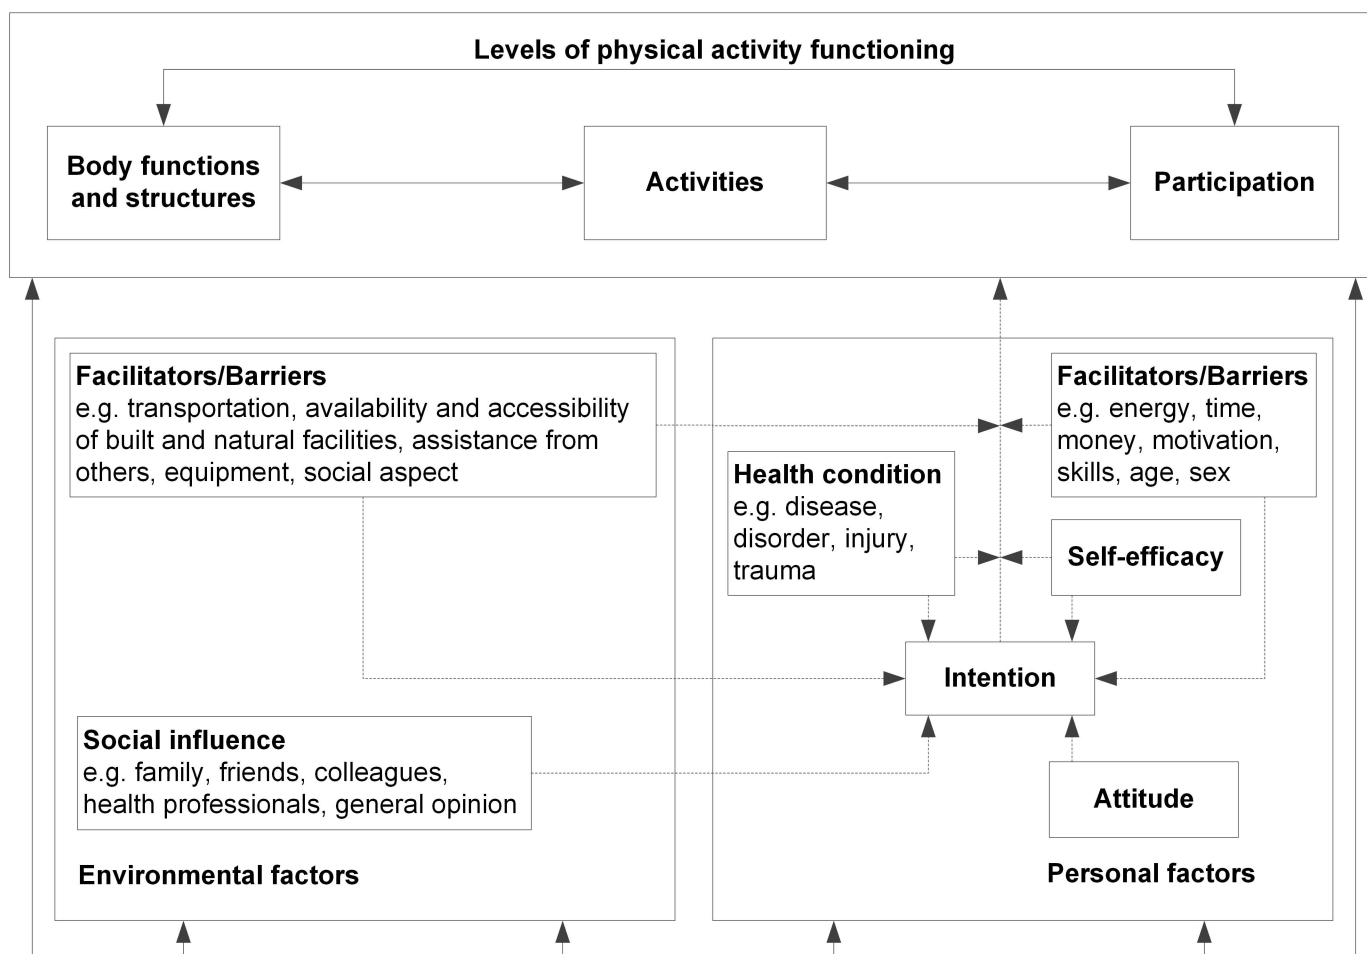 Levels of physical activity functioning
Body functions
and structures
Activities
Participation
Facilitators/Barriers
e.g. transportation, availability and accessibility
of built and natural facilities, assistance from
others, equipment, social aspect
Facilitators/Barriers
e.g. energy, time,
money, motivation,
skills, age, sex
Health condition
e.g. disease,
disorder, injury,
trauma
Self-efficacy
Intention
Social influence
e.g. family, friends, colleagues,
health professionals, general opinion
Attitude
Environmental factors
Personal factors